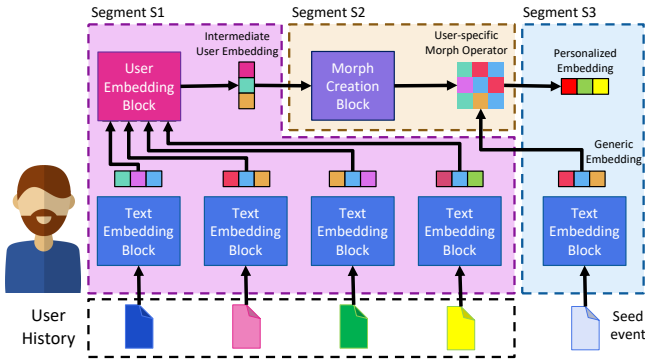 Segment S1
Segment S2
Segment S3
Intermediate
User Embedding
User-specific
Morph Operator
Personalized
Embedding
User
Embedding
Block
Morph
Creation
Block
Generic
Embedding
Text
Embedding
Block
Text
Embedding
Block
Text
Embedding
Block
Text
Embedding
Block
Text
Embedding
Block
User
History
Seed
event